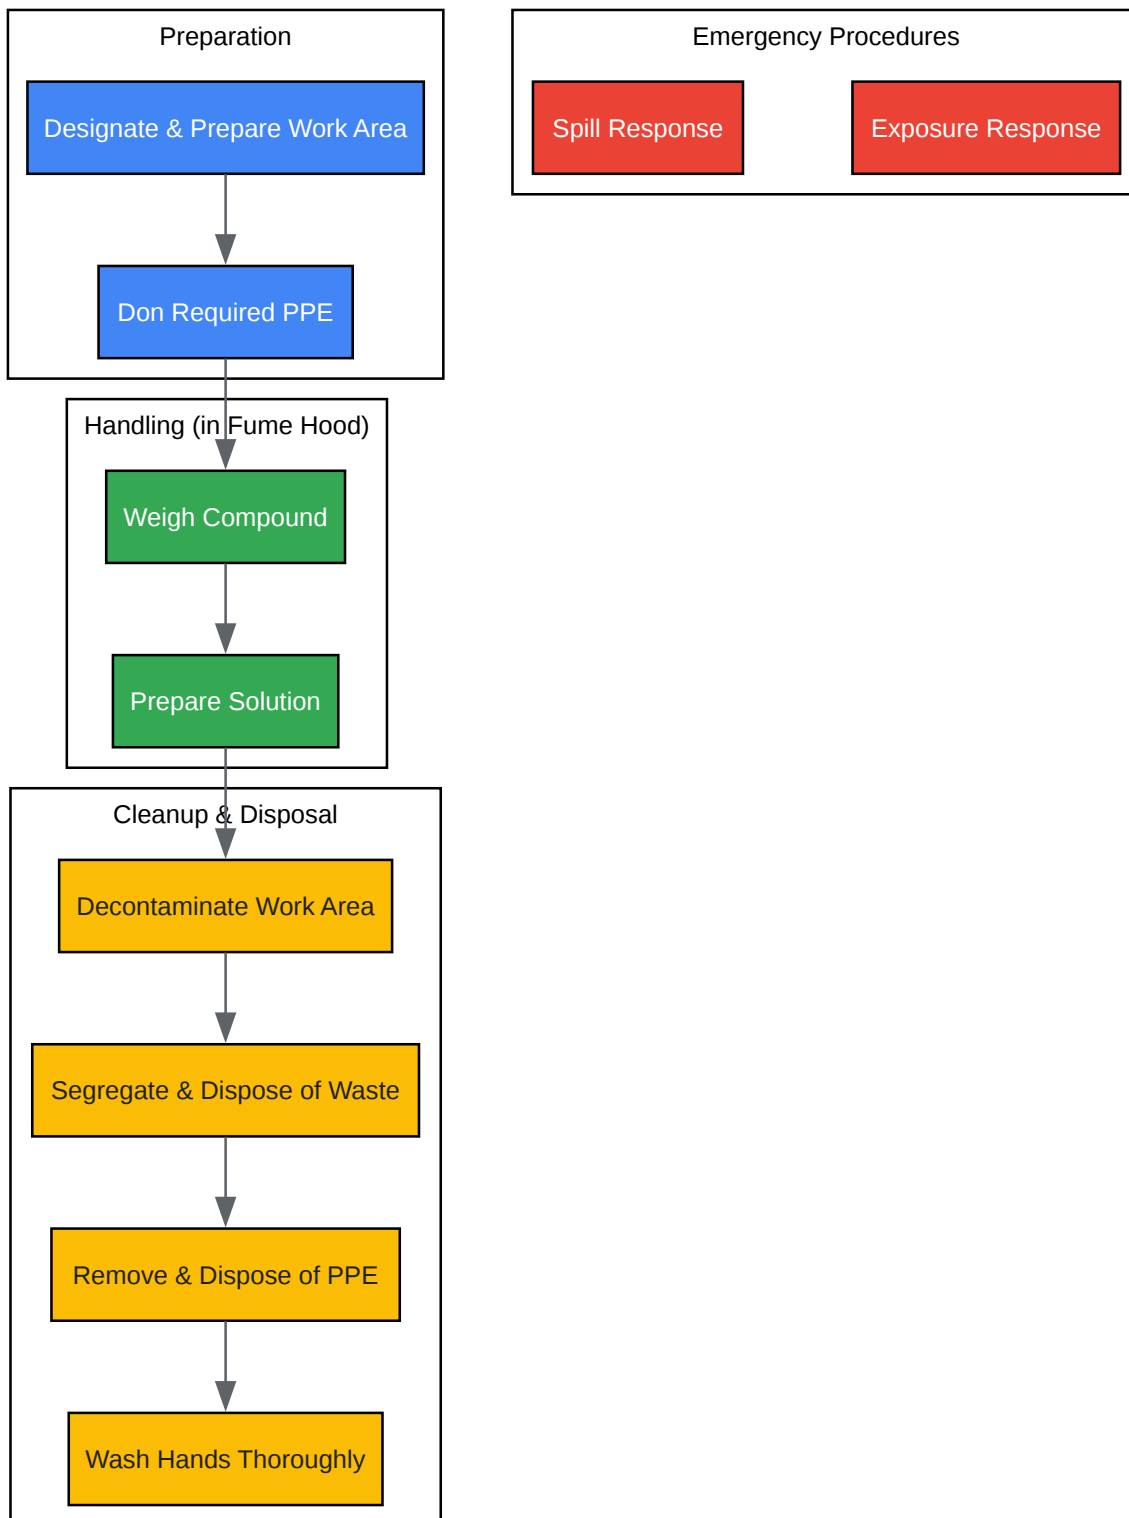 Preparation
Designate & Prepare Work Area
Don Required PPE
Handling (in Fume Hood)
Weigh Compound
Prepare Solution
Cleanup & Disposal
Decontaminate Work Area
Segregate & Dispose of Waste
Remove & Dispose of PPE
Wash Hands Thoroughly
Emergency Procedures
Spill Response
Exposure Response